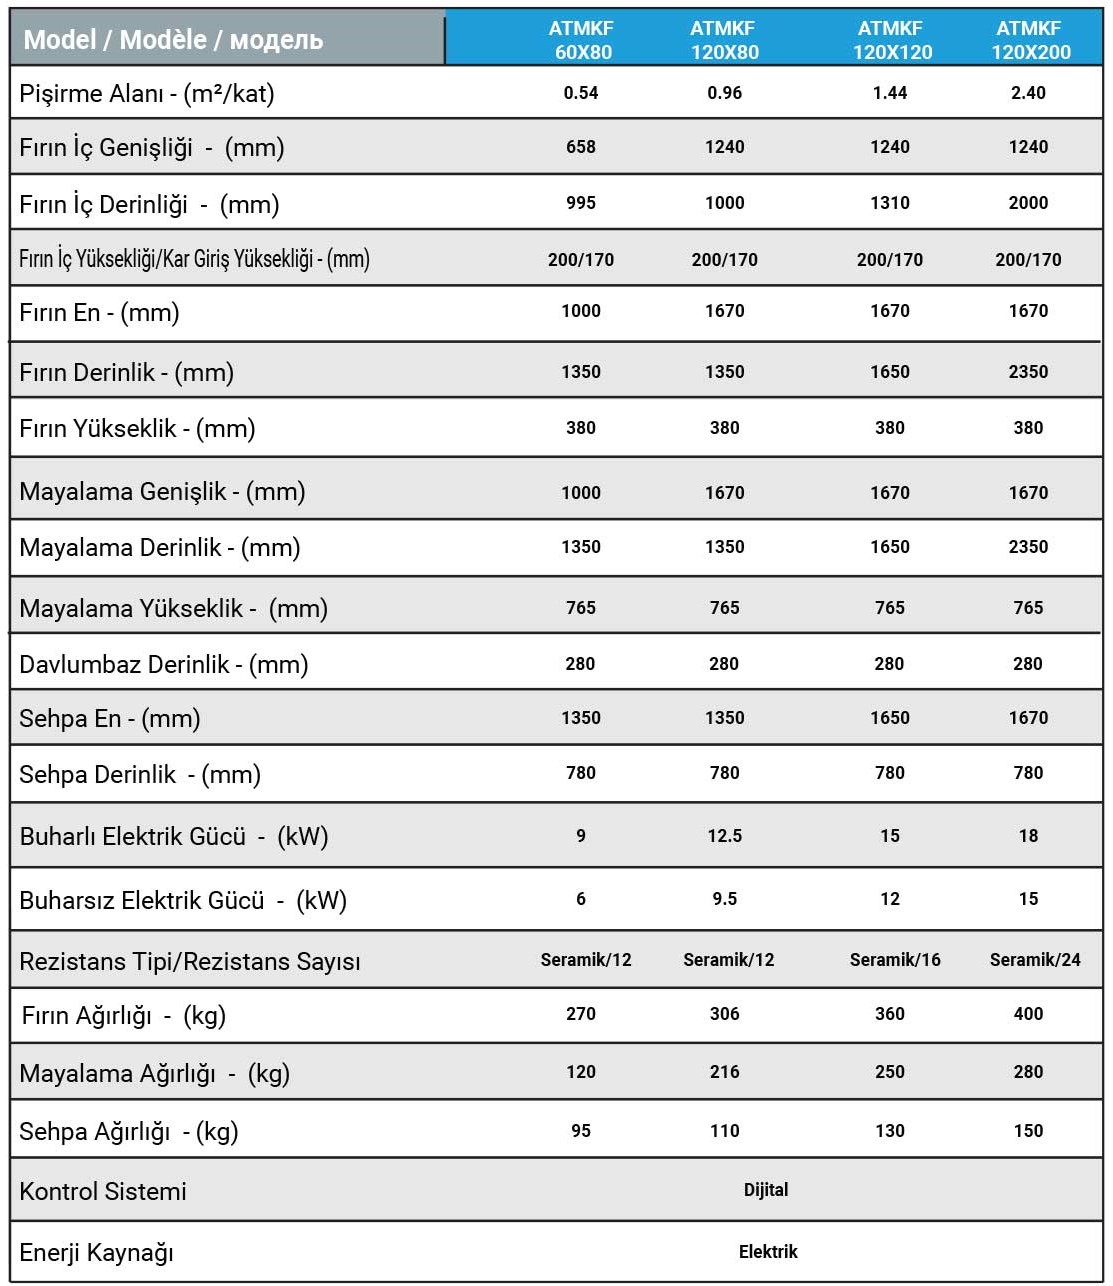 Model / Modèle / модель ATMKF 60X80 ATMKF 120X80 ATMKF 120X120 ATMKF 120X200
Pişirme Alanı - (m²/kat) 0.54 0.96 1.44 2.40
Fırın İç Genişliği - (mm) 658 1240 1240 1240
Fırın İç Derinliği - (mm) 995 1000 1310 2000
Fırın İç Yüksekliği/Kar Giriş Yüksekliği - (mm) 200/170 200/170 200/170 200/170
Fırın En - (mm) 1000 1670 1670 1670
Fırın Derinlik - (mm) 1350 1350 1650 2350
Fırın Yükseklik - (mm) 380 380 380 380
Mayalama Genişlik - (mm) 1000 1670 1670 1670
Mayalama Derinlik - (mm) 1350 1350 1650 2350
Mayalama Yükseklik - (mm) 765 765 765 765
Davlumbaz Derinlik - (mm) 280 280 280 280
Sehpa En - (mm) 1350 1350 1650 1670
Sehpa Derinlik - (mm) 780 780 780 780
Buharlı Elektrik Gücü - (kW) 9 12.5 15 18
Buharsız Elektrik Gücü - (kW) 6 9.5 12 15
Rezistans Tipi/Rezistans Sayısı Seramik/12 Seramik/12 Seramik/16 Seramik/24
Fırın Ağırlığı - (kg) 270 306 360 400
Mayalama Ağırlığı - (kg) 120 216 250 280
Sehpa Ağırlığı - (kg) 95 110 130 150
Kontrol Sistemi Dijital
Enerji Kaynağı Elektrik